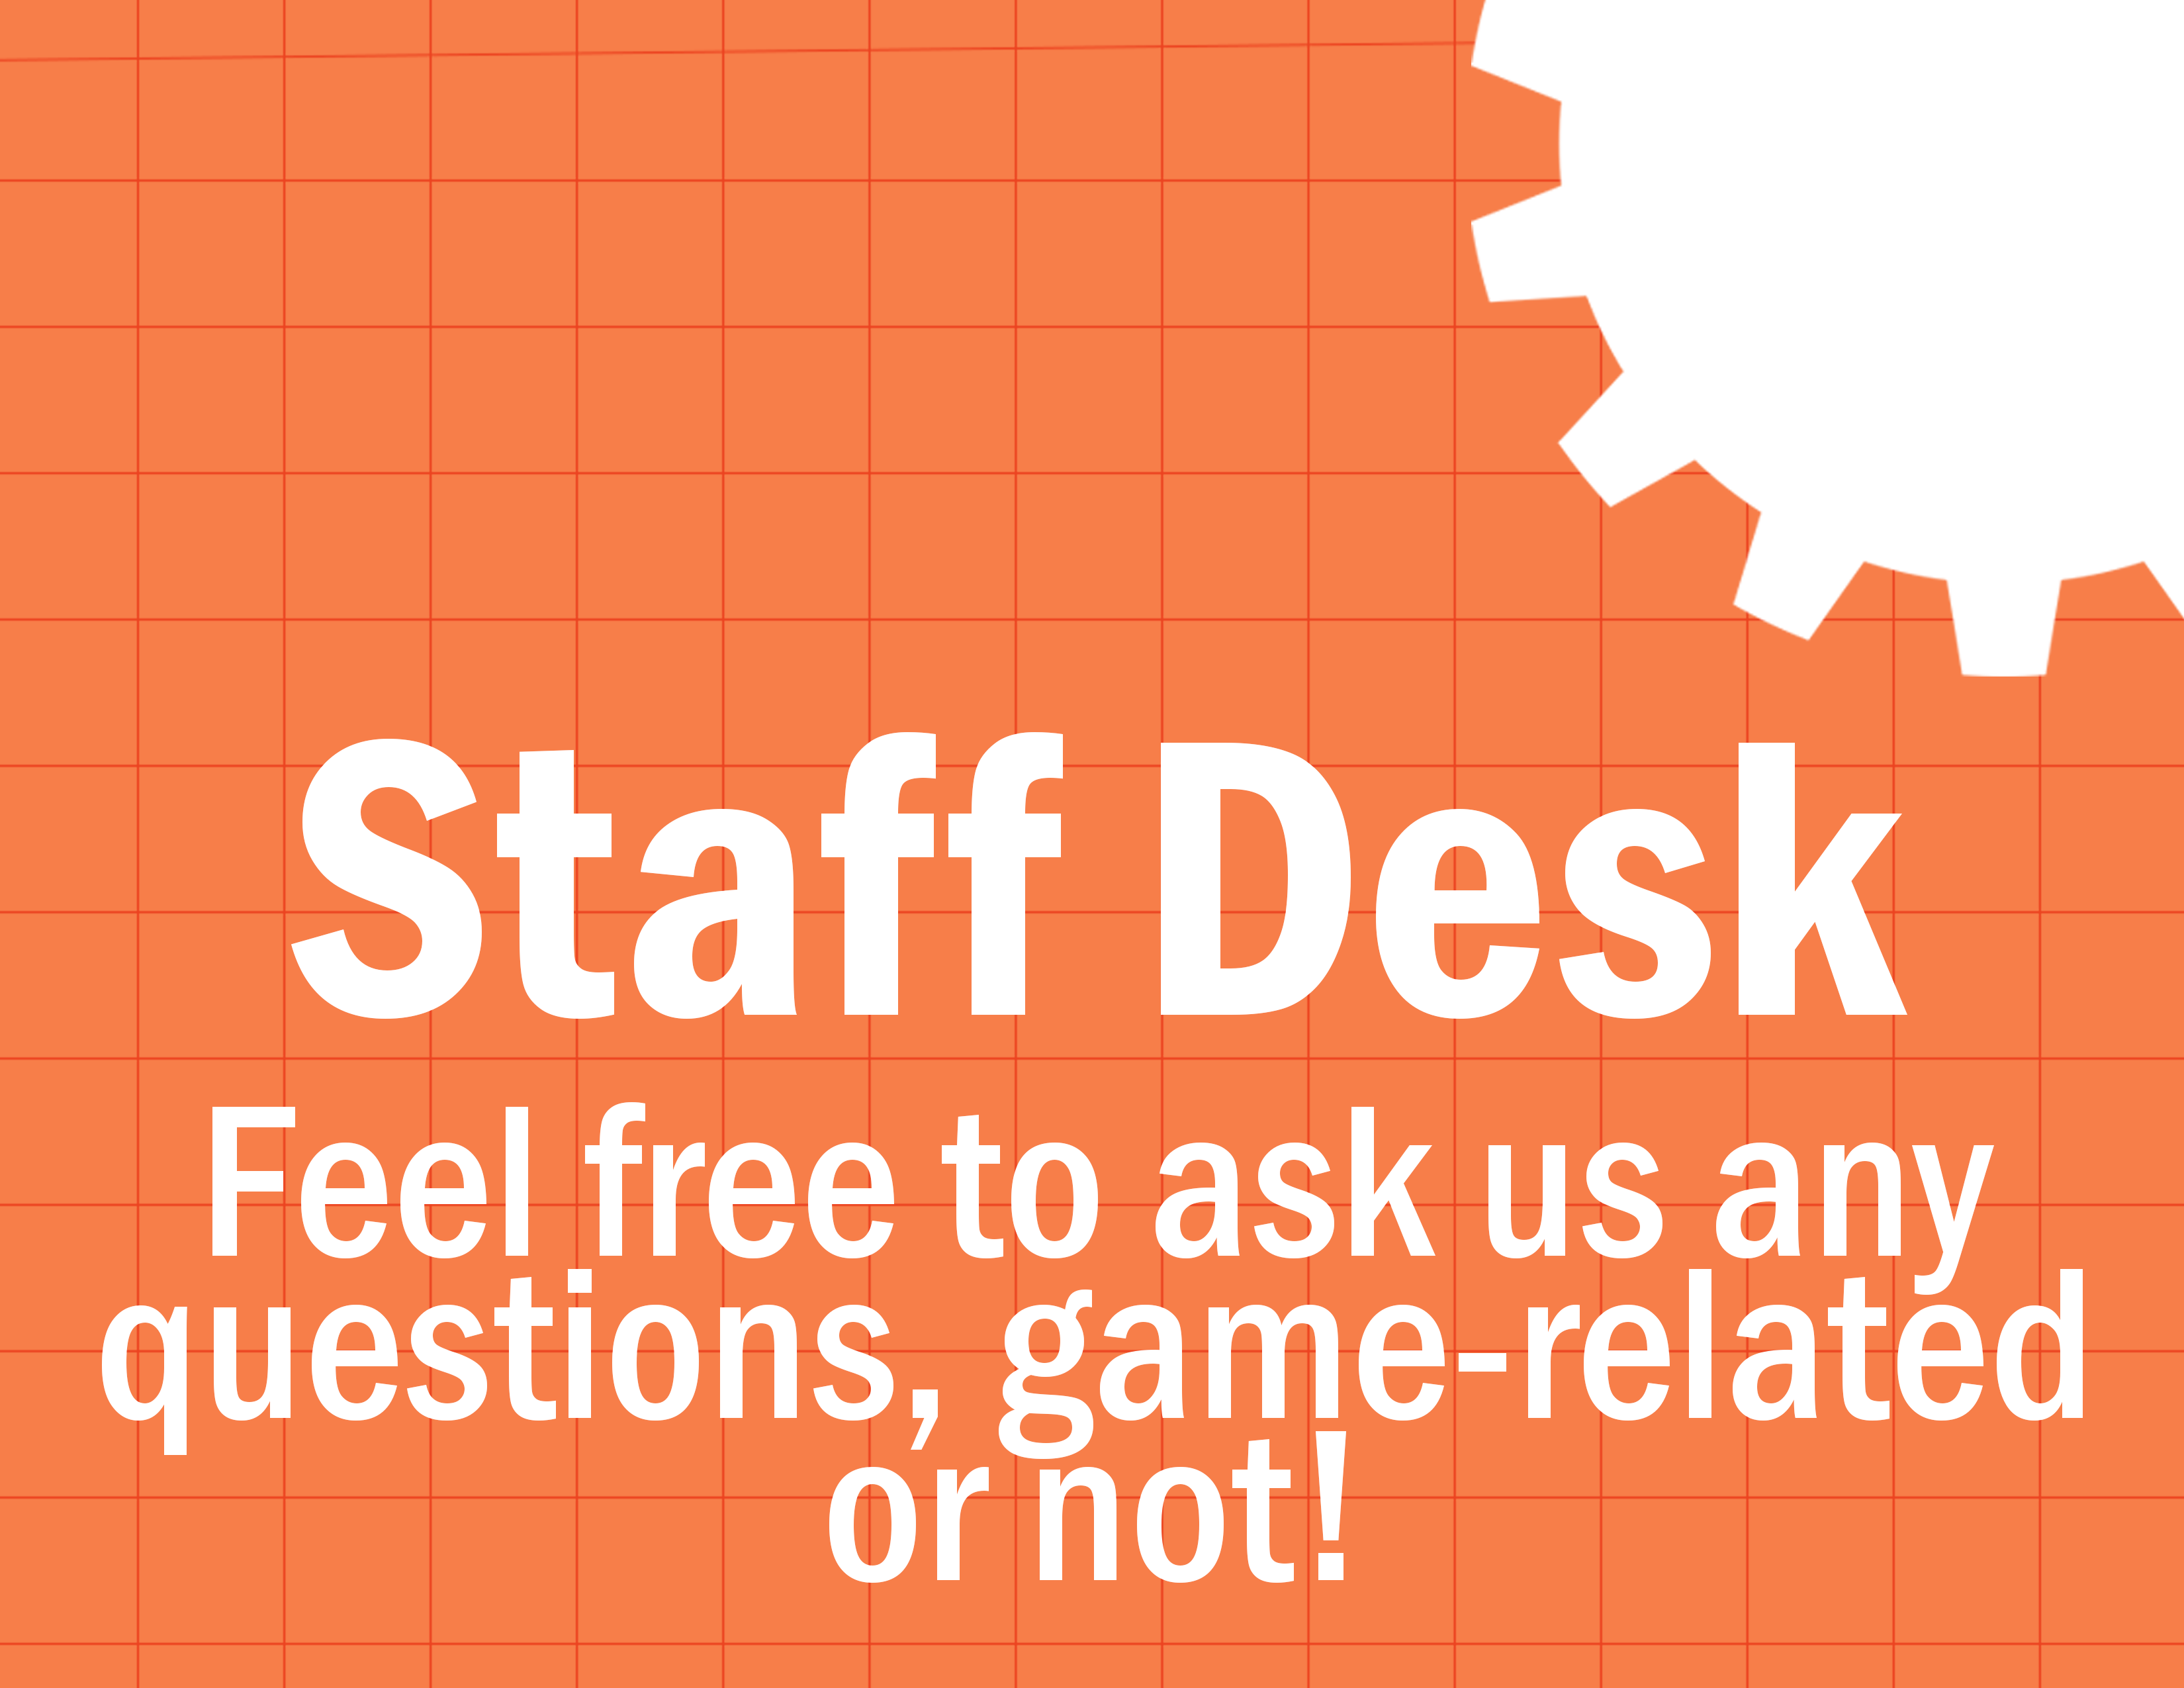 Staff Desk
Feel free to ask us any
questions, game-related
or not!